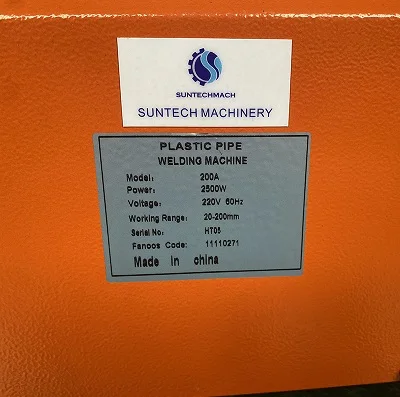 SUNTECHMACH
SUNTECH MACHINERY
PLASTIC PIPE
WELDING MACHINE
Model: 200A
Power: 2500W
Voltage: 220V 60Hz
Working Range: 20-200mm
Serial No: HT05
Fanoos Code: 11110271
Made in china